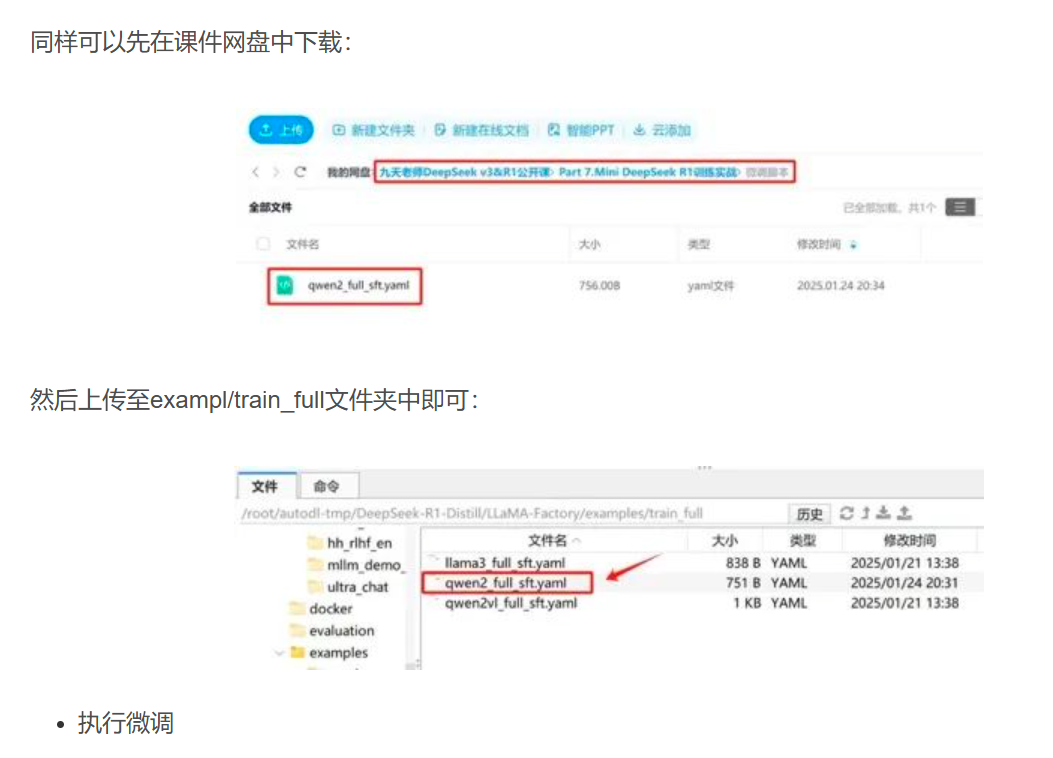 同样可以先在课件网盘中下载：
上传 新建文件夹 新建在线文档 智能PPT 云添加
我的网盘 九天老师DeepSeek v3&R1公开课 Part 7.Mini DeepSeek R1训练实战 微调脚本
全部文件 已全部加载，共1个
文件名 大小 类型 修改时间
qwen2_full_sft.yaml 756.00B yaml文件 2025.01.24 20:34
然后上传至exampl/train_full文件夹中即可：
文件 命令
/root/autodl-tmp/DeepSeek-R1-Distill/LLaMA-Factory/examples/train_full 历史
文件名 大小 类型 修改时间
hh_rlhf_en
llama3_full_sft.yaml 838 B YAML 2025/01/21 13:38
mllm_demo_
qwen2_full_sft.yaml 751 B YAML 2025/01/24 20:31
ultra_chat
qwen2vl_full_sft.yaml 1 KB YAML 2025/01/21 13:38
docker
evaluation
examples
• 执行微调